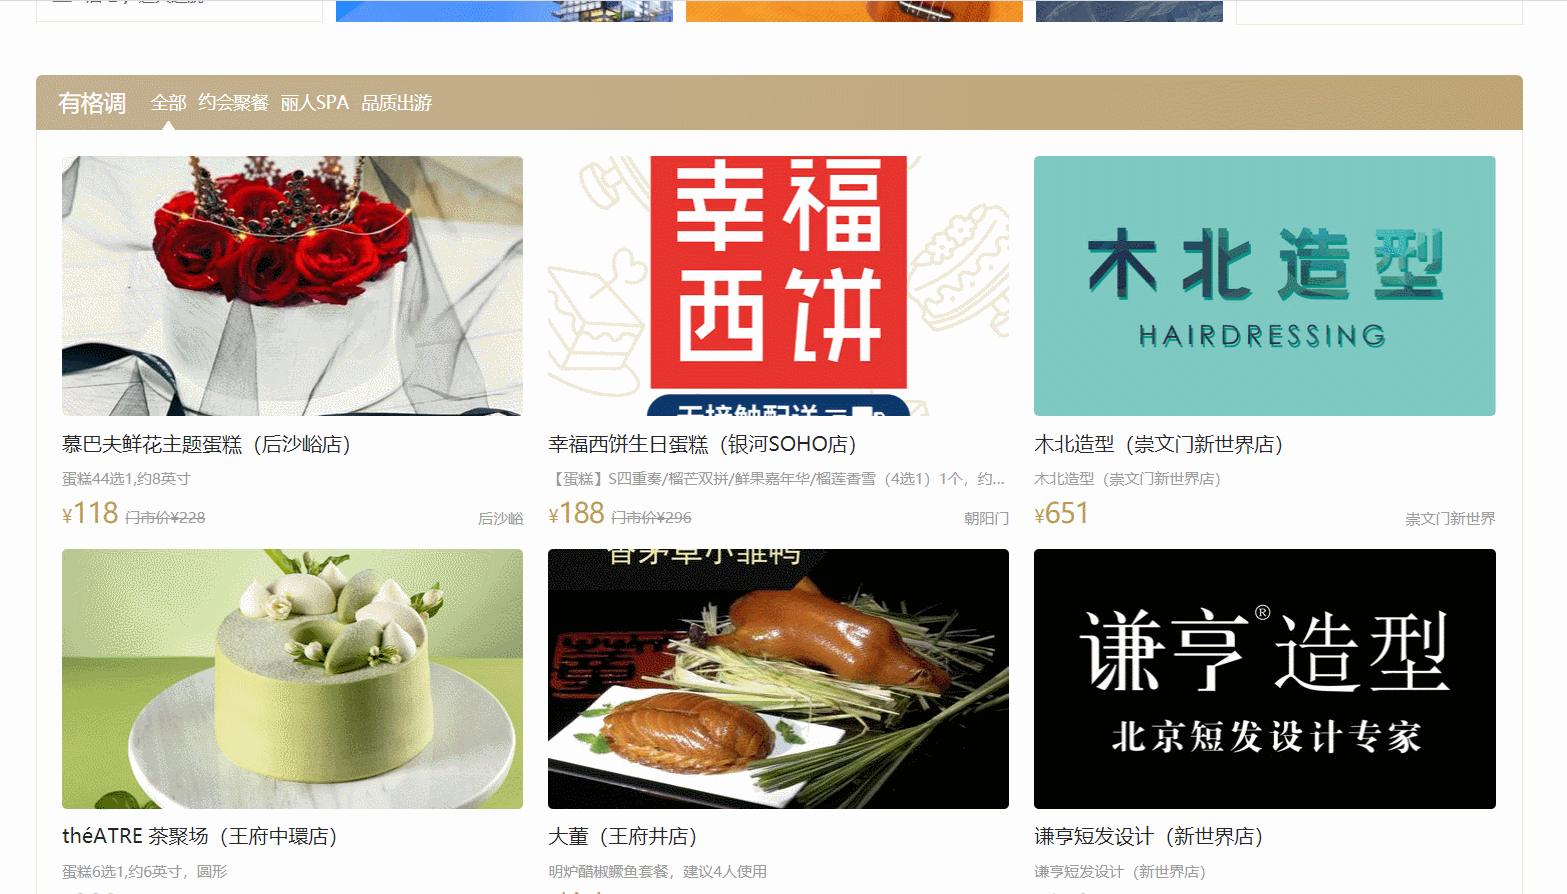 有格调 全部 约会聚餐 丽人SPA 品质出游
幸福
西饼
木北造型
HAIRDRESSING
慕巴夫鲜花主题蛋糕（后沙峪店）
蛋糕44选1,约8英寸
¥118 门市价¥228 后沙峪
幸福西饼生日蛋糕（银河SOHO店）
【蛋糕】S四重奏/榴芒双拼/鲜果嘉年华/榴莲香雪（4选1）1个，约...
¥188 门市价¥296 朝阳门
木北造型（崇文门新世界店）
木北造型（崇文门新世界店）
¥651 崇文门新世界
香茅草小雏鸭
谦亨®造型
北京短发设计专家
théATRE 茶聚场（王府中環店）
蛋糕6选1,约6英寸，圆形
大董（王府井店）
明炉醋椒鳜鱼套餐，建议4人使用
谦亨短发设计（新世界店）
谦亨短发设计（新世界店）